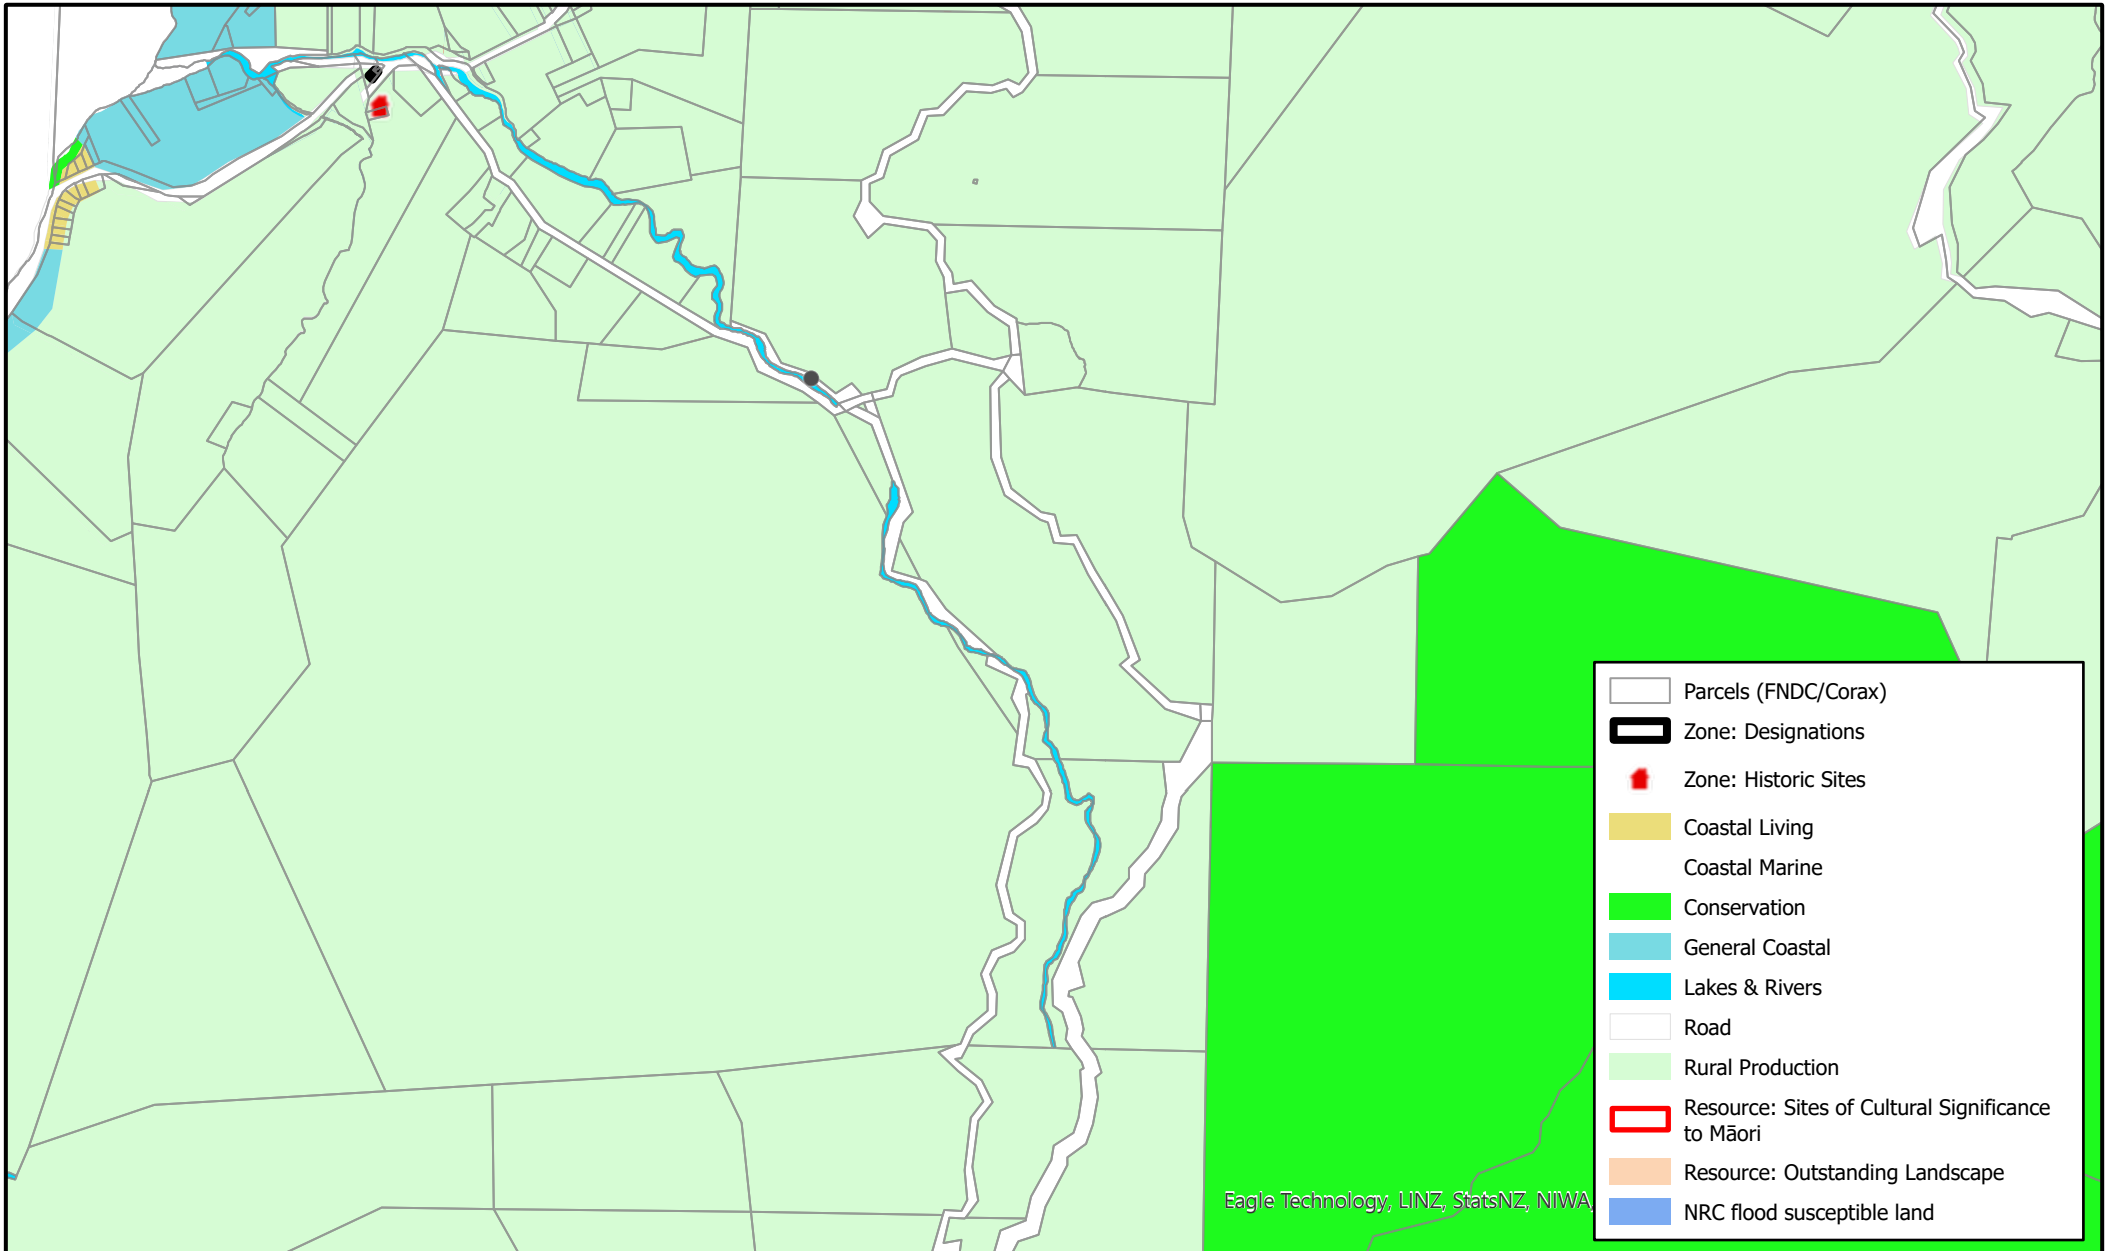 Parcels (FNDC/Corax)
Zone: Designations
Zone: Historic Sites
Coastal Living
Coastal Marine
Conservation
General Coastal
Lakes & Rivers
Road
Rural Production
Resource: Sites of Cultural Significance
to Māori
Resource: Outstanding Landscape
NRC flood susceptible land
Eagle Technology, LINZ, StatsNZ, NIWA,